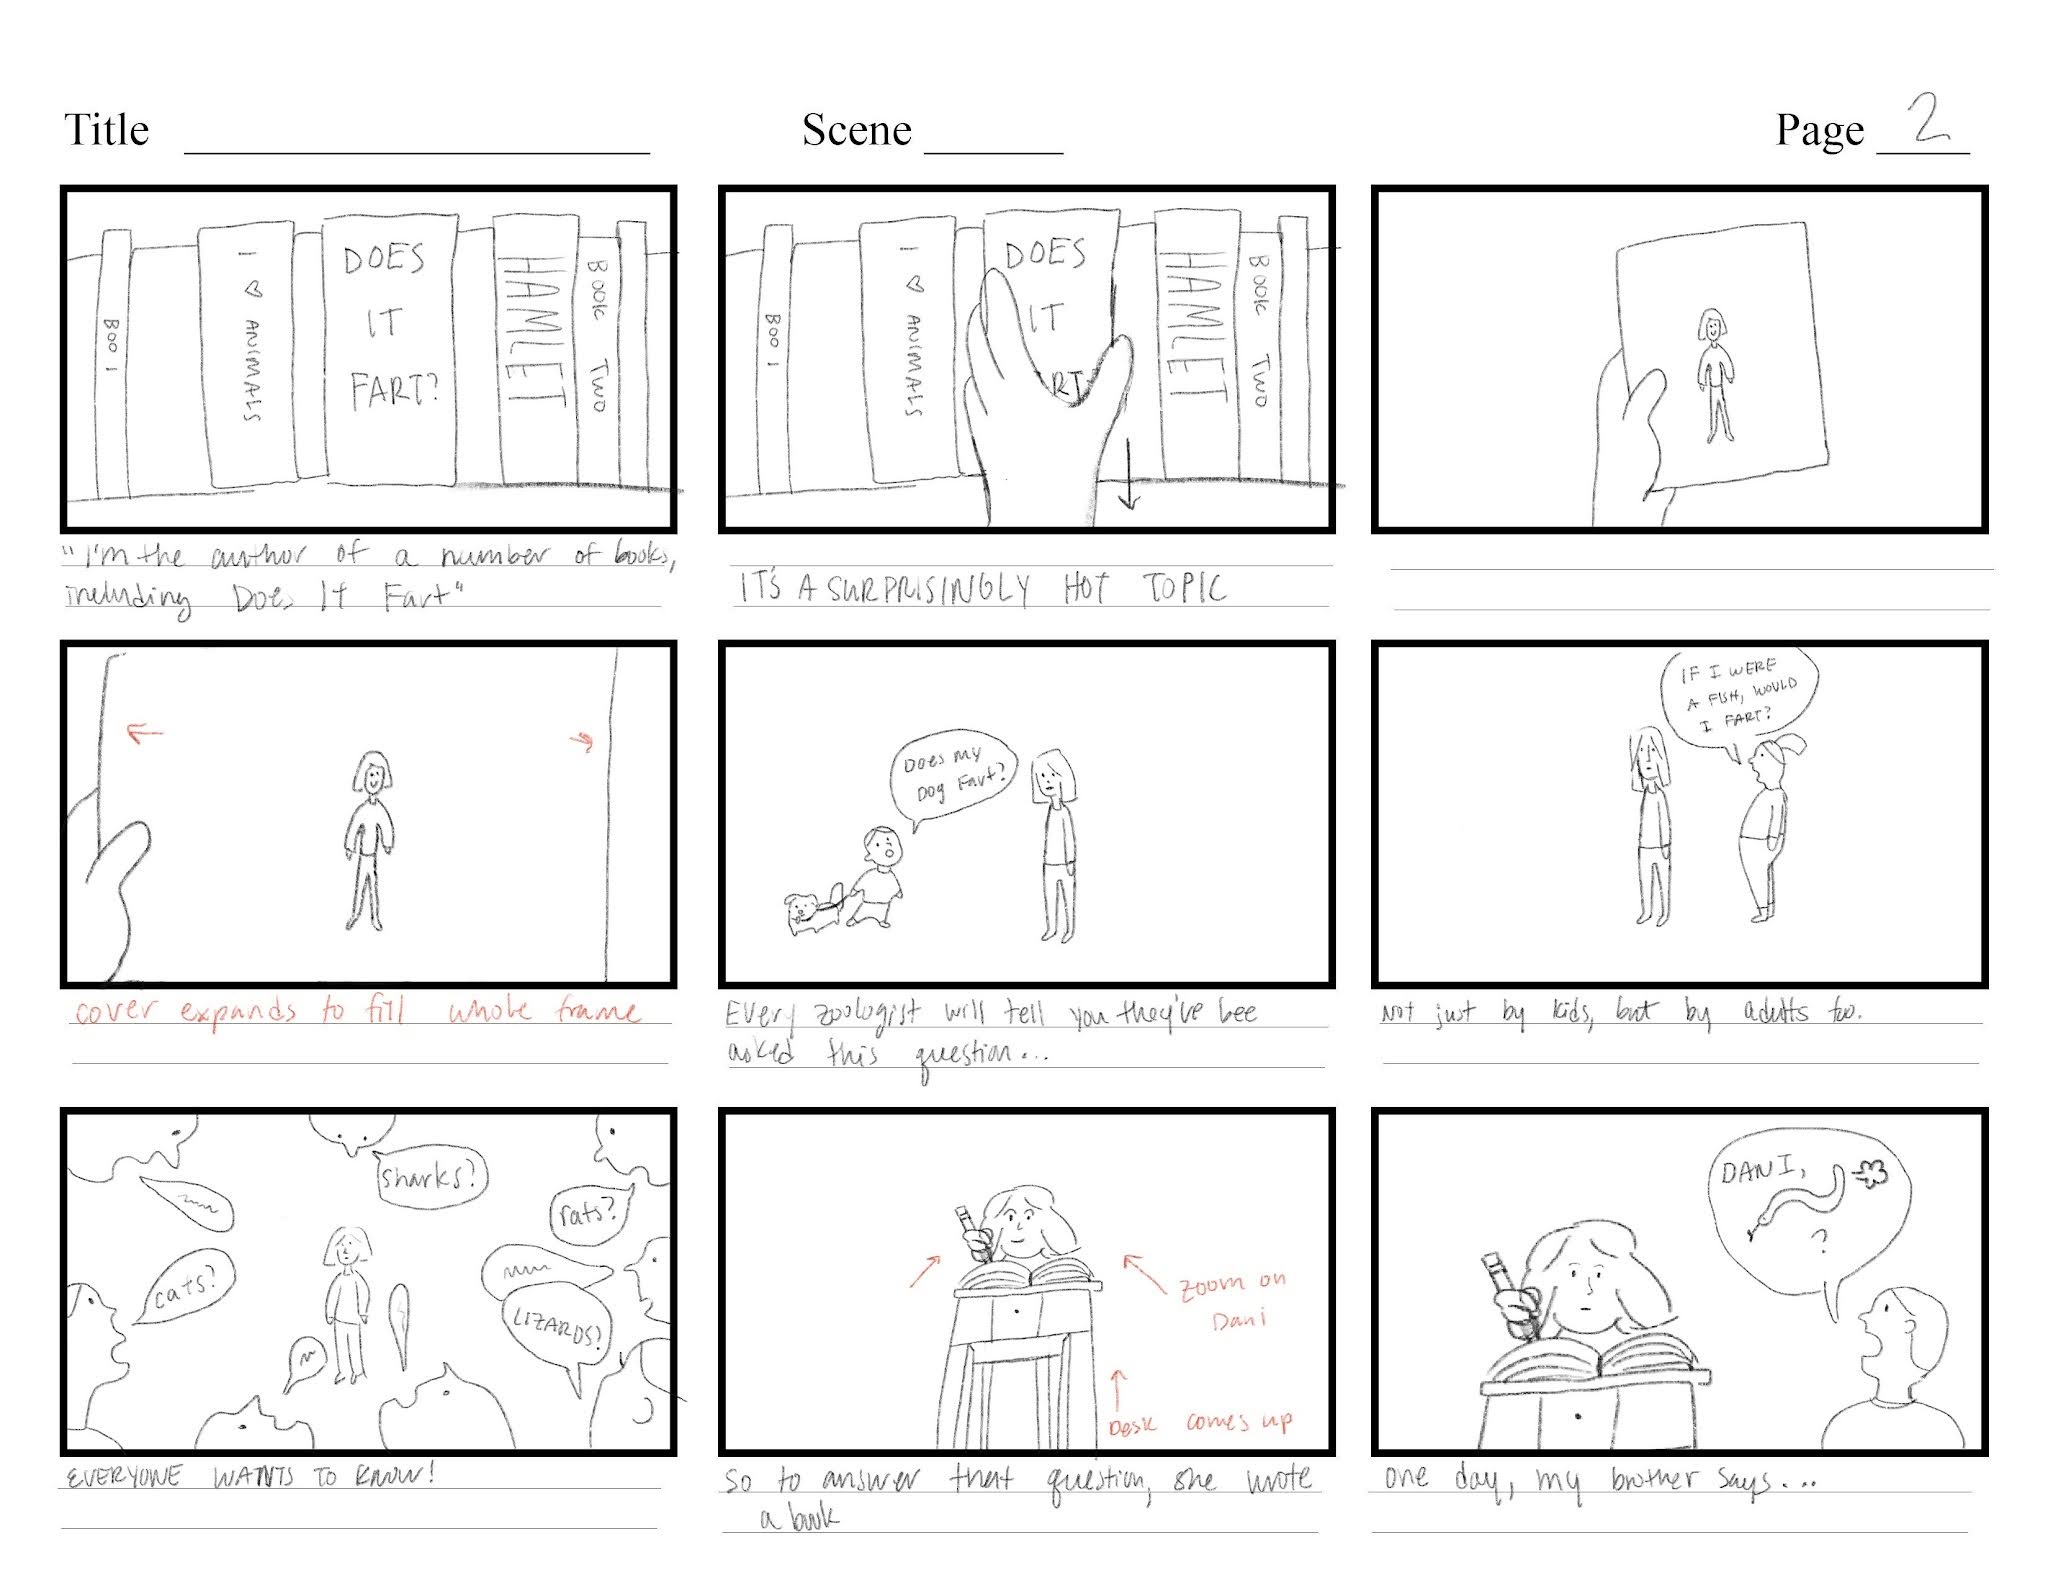 Title
Scene
Page 2
BOO 1
I ♡ ANIMALS
DOES
IT
FART?
HAMLET
BOOK TWO
BOO 1
I ♡ ANIMALS
DOES
IT
RT
HAMLET
BOOK TWO
"I'm the author of a number of books,
including Does It Fart"
IT'S A SURPRISINGLY HOT TOPIC
Does my
Dog Fart?
IF I WERE
A FISH, WOULD
I FART?
cover expands to fill whole frame
Every zoologist will tell you they've bee
asked this question...
Not just by kids, but by adults too.
sharks?
rats?
cats?
LIZARDS?
zoom on
Dani
Desk comes up
DANI,
?
EVERYONE WANTS TO KNOW!
So to answer that question, she wrote
a book
one day, my brother says...